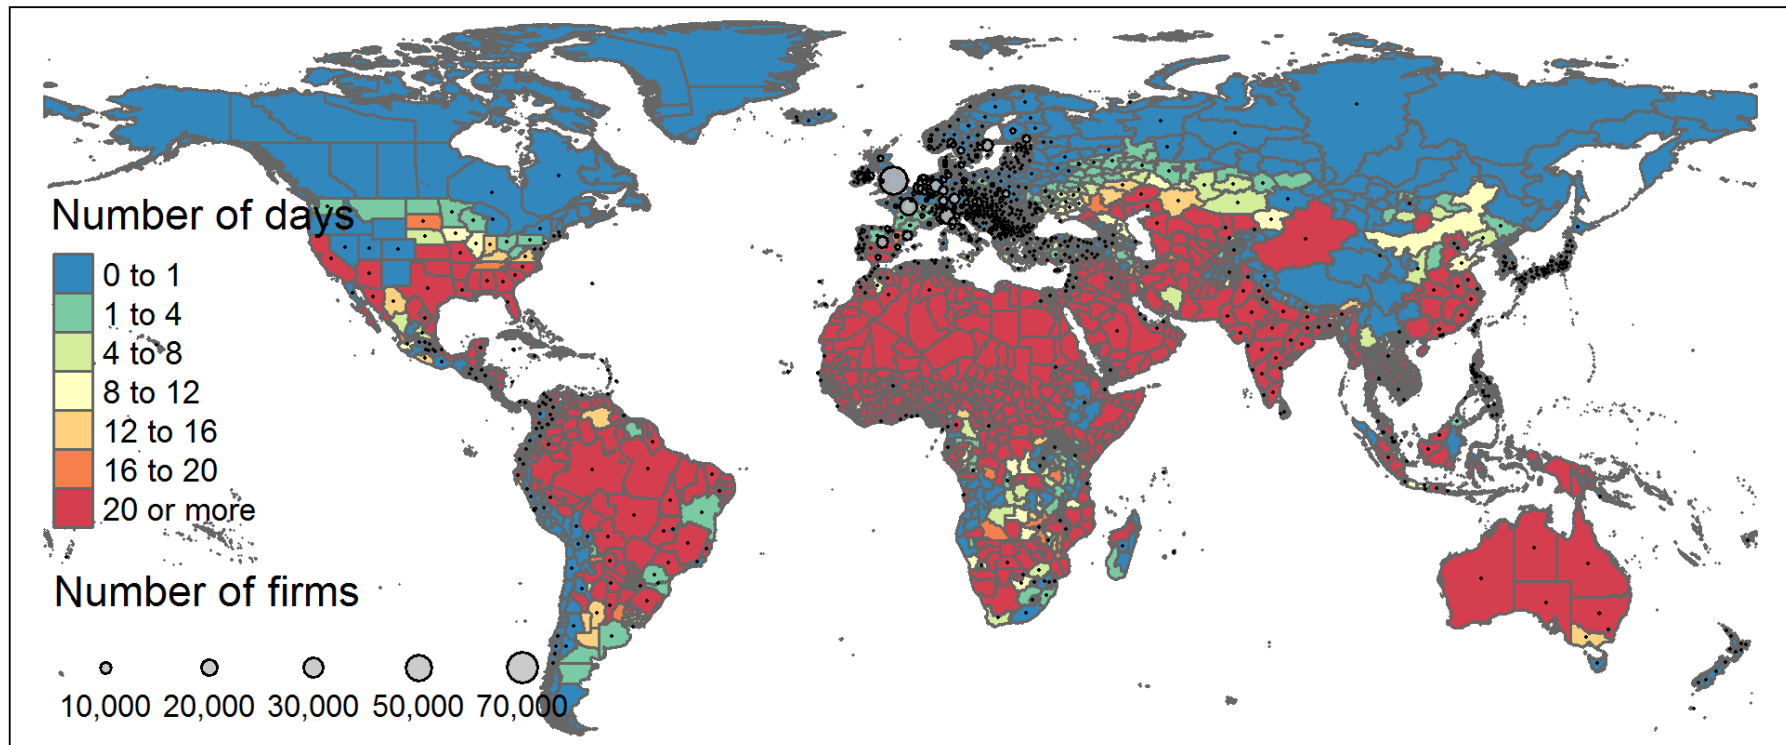 Number of days
0 to 1
1 to 4
4 to 8
8 to 12
12 to 16
16 to 20
20 or more
Number of firms
10,000 20,000 30,000 50,000 70,000